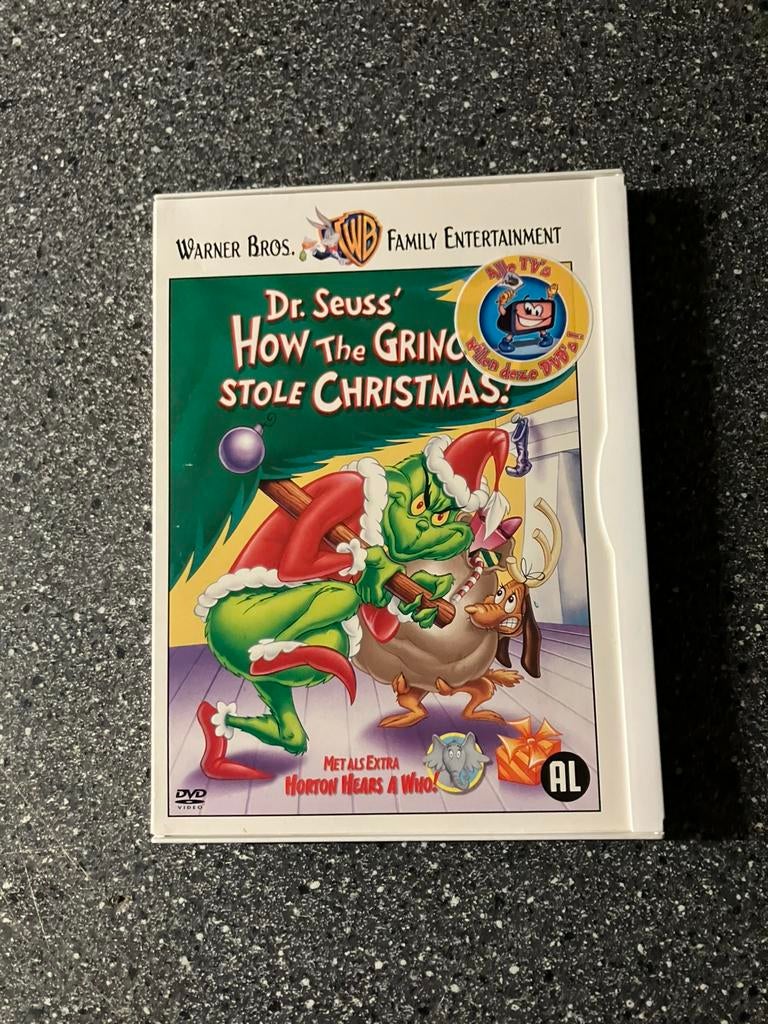 WARNER BROS. WB FAMILY ENTERTAINMENT
Alle TV's
willen deze DVD's!
Dr. Seuss'
HOW THE GRINC
STOLE CHRISTMAS!
MET ALS EXTRA
HORTON HEARS A WHO!
DVD
VIDEO
AL